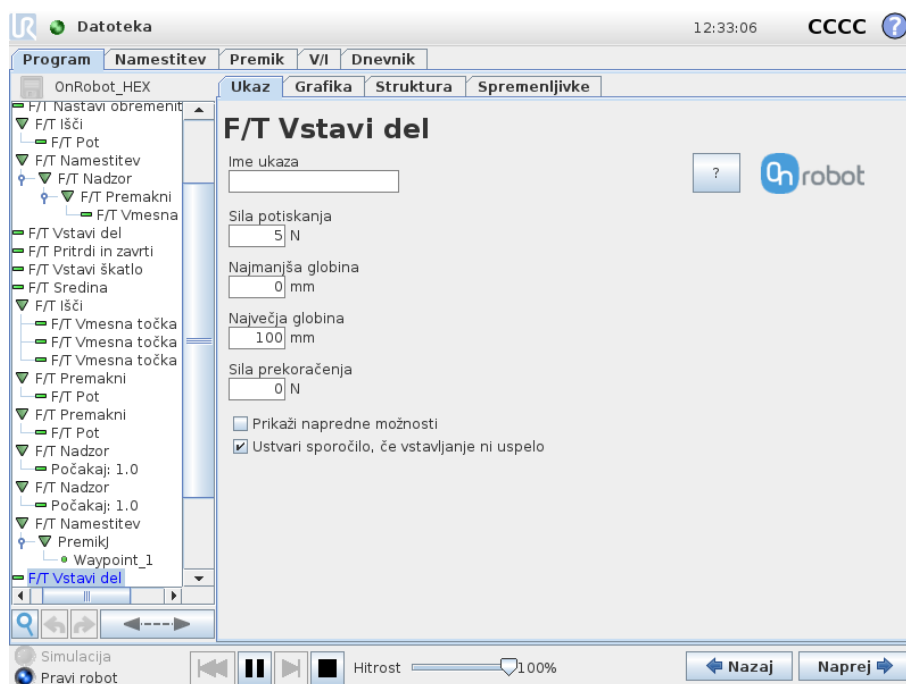 UR Datoteka 12:33:06 CCCC ?
Program Namestitev Premik V/I Dnevnik
OnRobot_HEX
Ukaz Grafika Struktura Spremenljivke
F/T Nastavi obremenit
F/T Išči
F/T Pot
F/T Namestitev
F/T Nadzor
F/T Premakni
F/T Vmesna
F/T Vstavi del
F/T Pritrdi in zavrti
F/T Vstavi škatlo
F/T Sredina
F/T Išči
F/T Vmesna točka
F/T Vmesna točka
F/T Vmesna točka
F/T Premakni
F/T Pot
F/T Premakni
F/T Pot
F/T Nadzor
Počakaj: 1.0
F/T Nadzor
Počakaj: 1.0
F/T Namestitev
PremikJ
Waypoint_1
F/T Vstavi del
F/T Vstavi del
Ime ukaza
? On robot
Sila potiskanja
5 N
Najmanjša globina
0 mm
Največja globina
100 mm
Sila prekoračenja
0 N
Prikaži napredne možnosti
Ustvari sporočilo, če vstavljanje ni uspelo
Simulacija
Pravi robot
Hitrost 100%
Nazaj Naprej